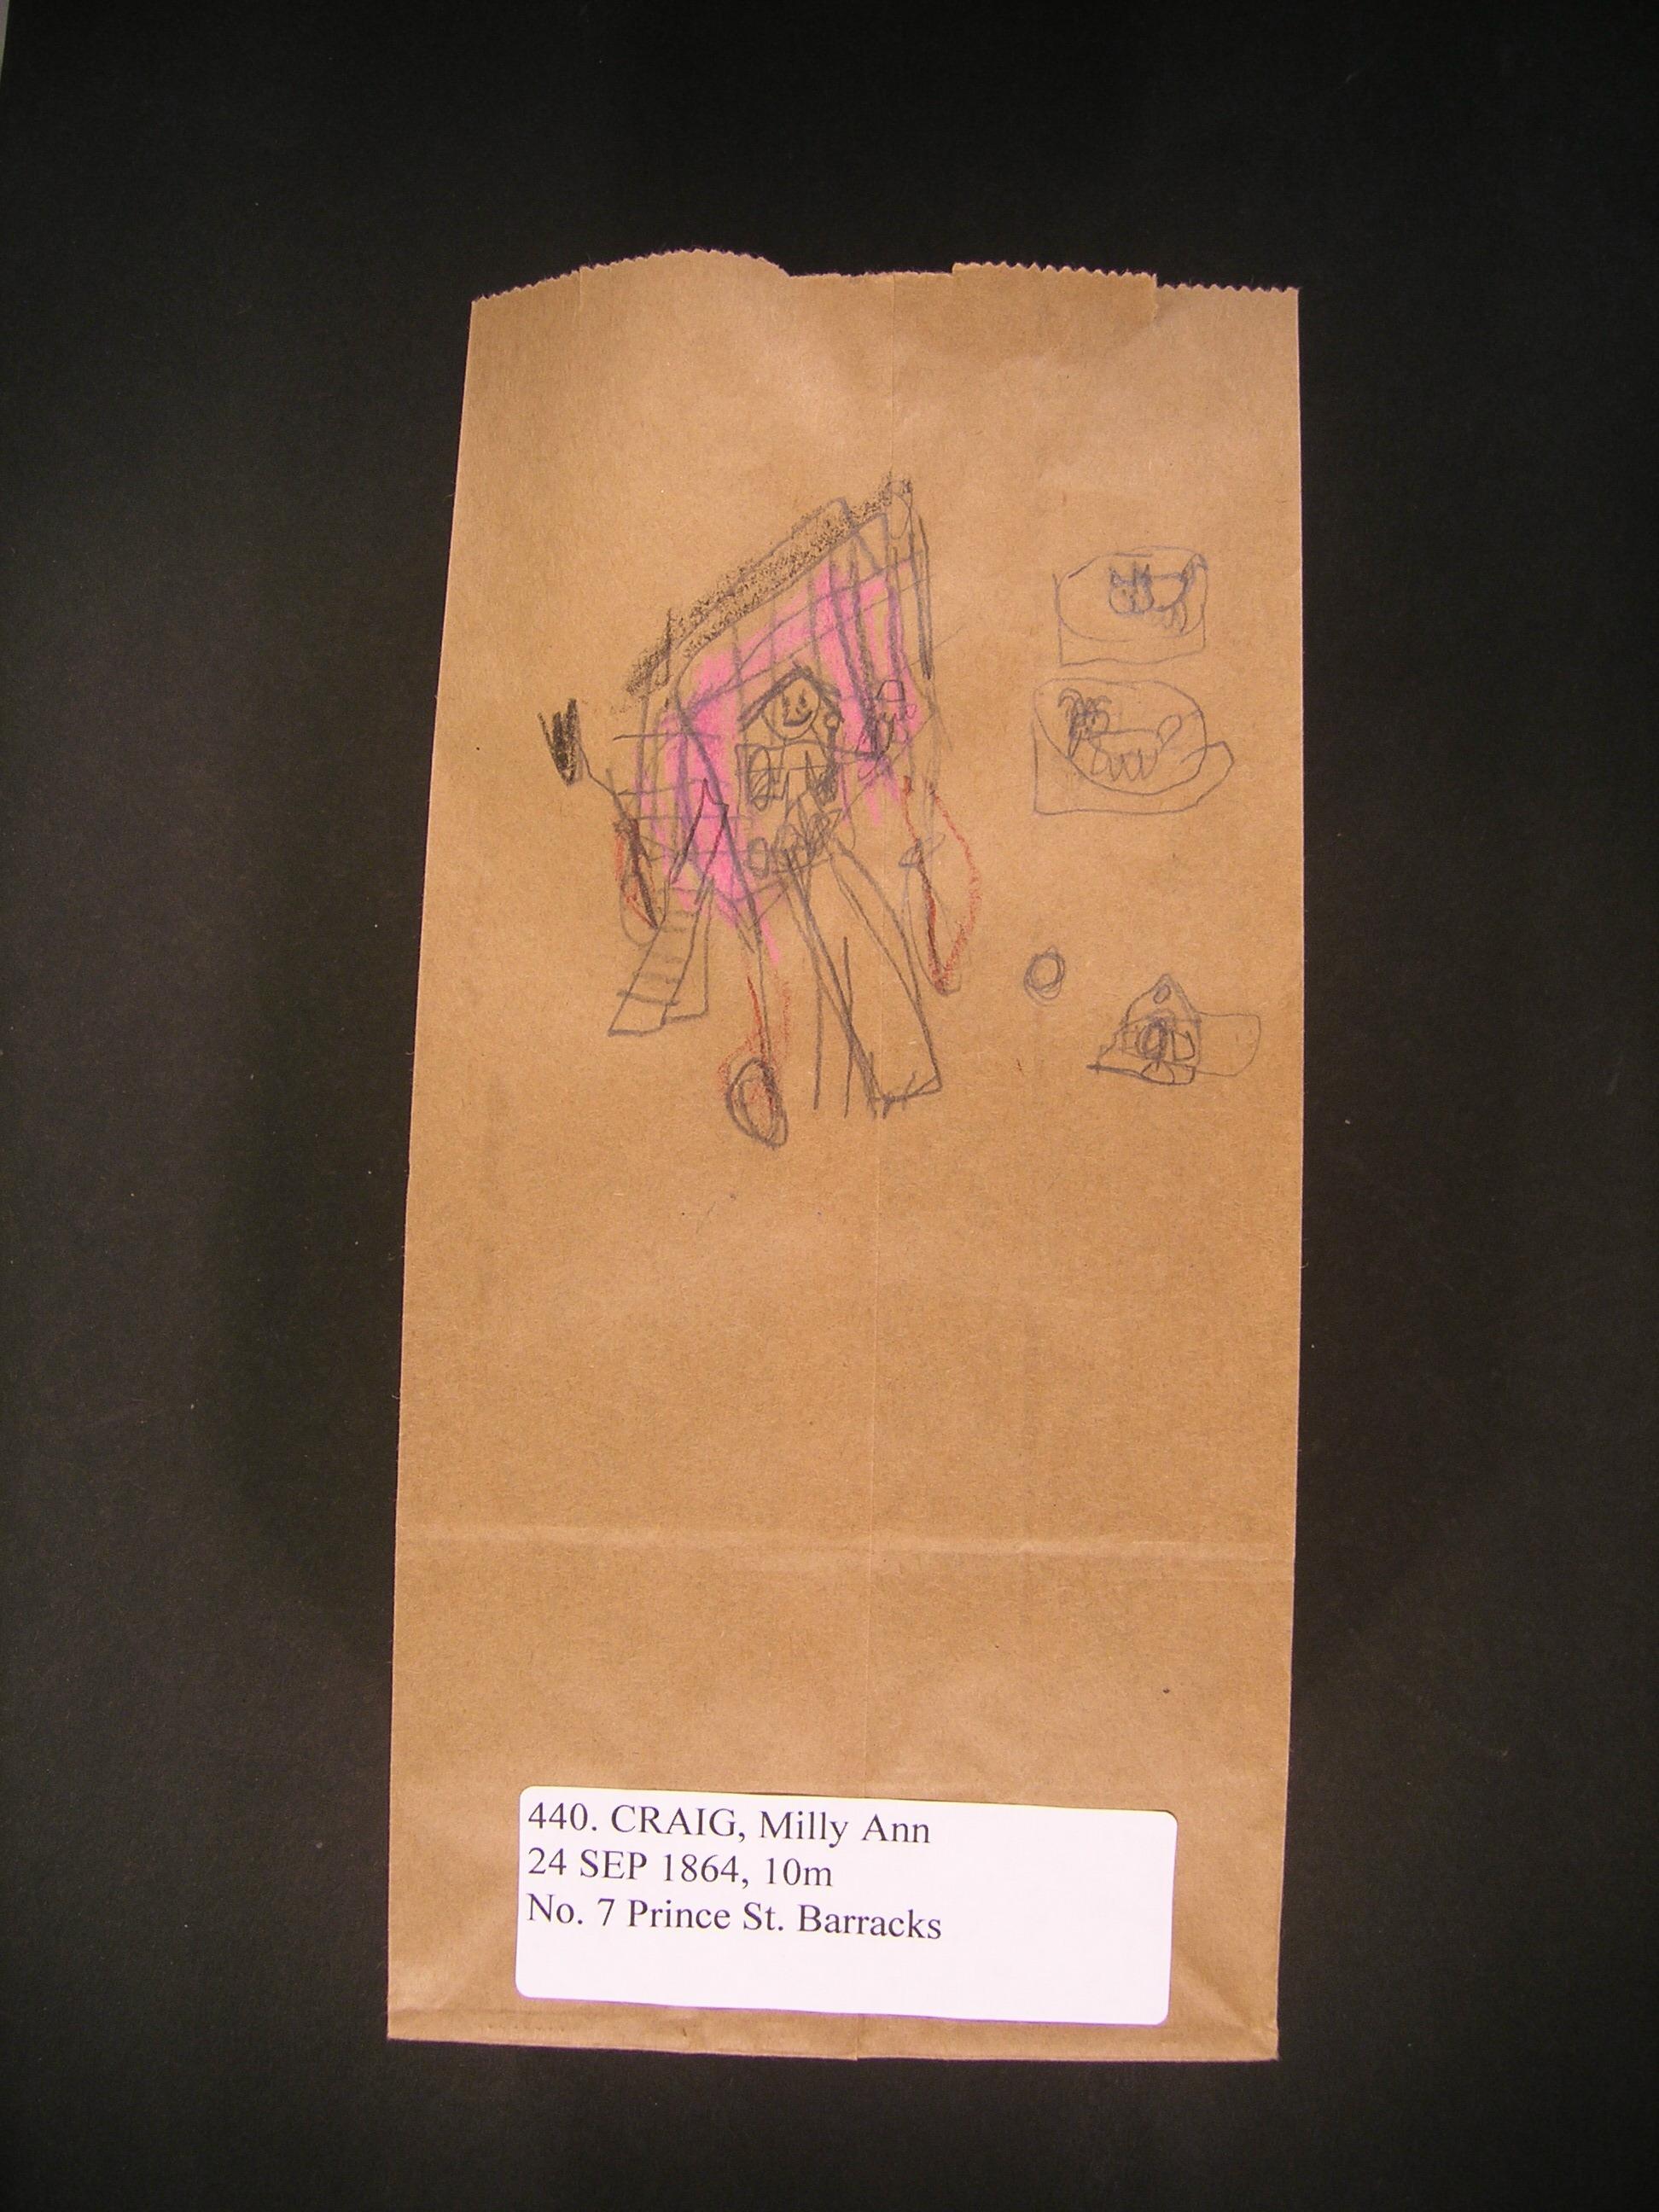 440. CRAIG, Milly Ann
24 SEP 1864, 10m
No. 7 Prince St. Barracks